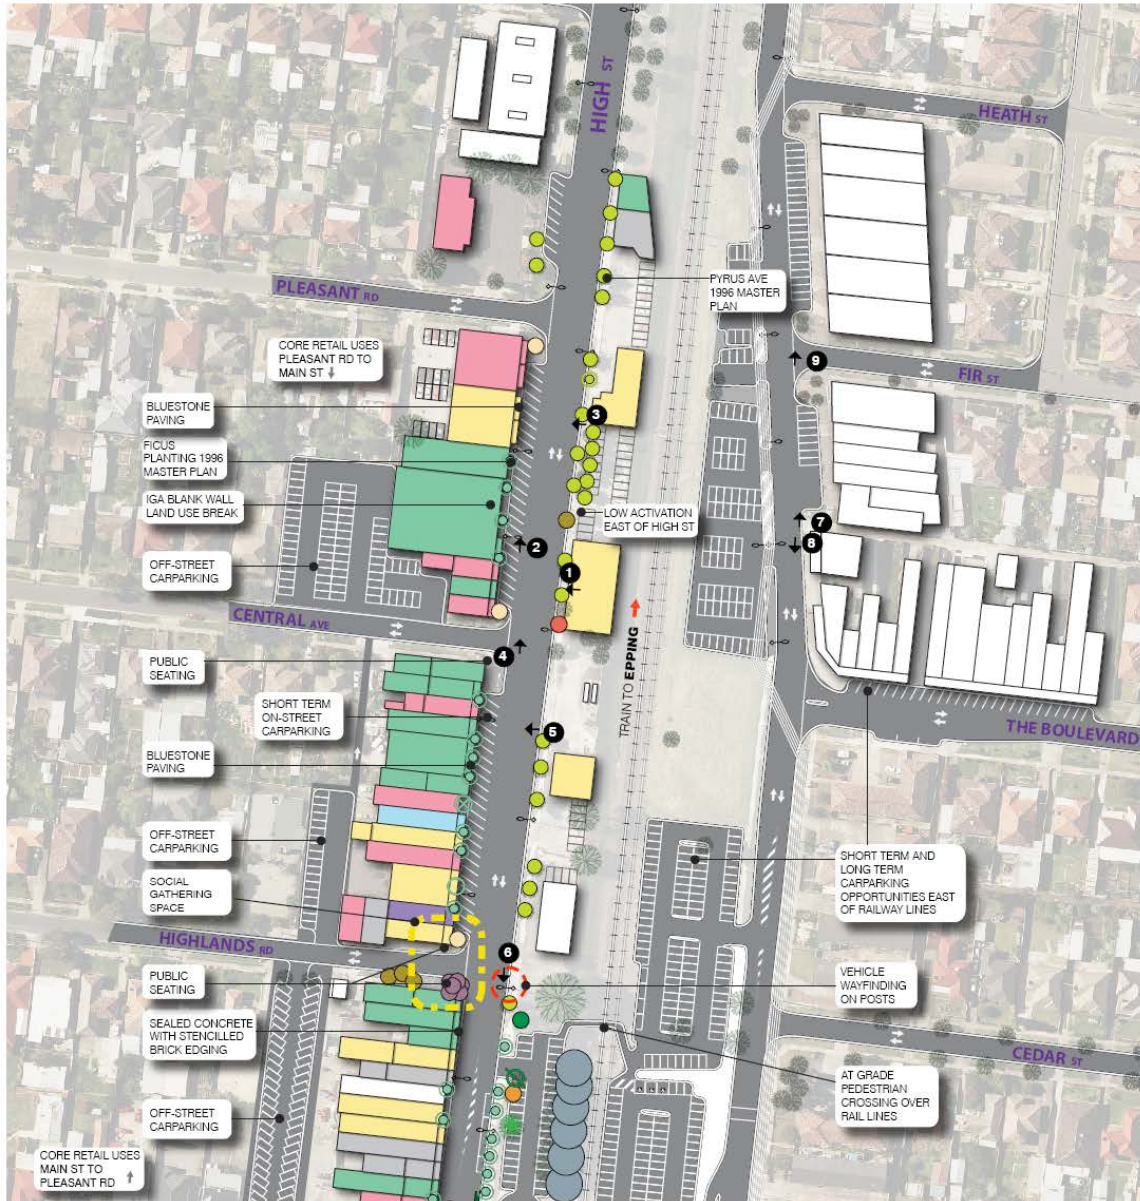 HIGH ST
HEATH ST
PLEASANT RD
PYRUS AVE
1996 MASTER
PLAN
CORE RETAIL USES
PLEASANT RD TO
MAIN ST ↓
9
FIR ST
BLUESTONE
PAVING
3
FICUS
PLANTING 1996
MASTER PLAN
IGA BLANK WALL
LAND USE BREAK
LOW ACTIVATION
EAST OF HIGH ST
7
8
2
OFF-STREET
CARPARKING
1
CENTRAL AVE
TRAIN TO EPPING
4
PUBLIC
SEATING
SHORT TERM
ON-STREET
CARPARKING
5
THE BOULEVARD
BLUESTONE
PAVING
OFF-STREET
CARPARKING
SHORT TERM AND
LONG TERM
CARPARKING
OPPORTUNITIES EAST
OF RAILWAY LINES
SOCIAL
GATHERING
SPACE
HIGHLANDS RD
6
PUBLIC
SEATING
VEHICLE
WAYFINDING
ON POSTS
SEALED CONCRETE
WITH STENCILLED
BRICK EDGING
CEDAR ST
AT GRADE
PEDESTRIAN
CROSSING OVER
RAIL LINES
OFF-STREET
CARPARKING
CORE RETAIL USES
MAIN ST TO
PLEASANT RD ↑